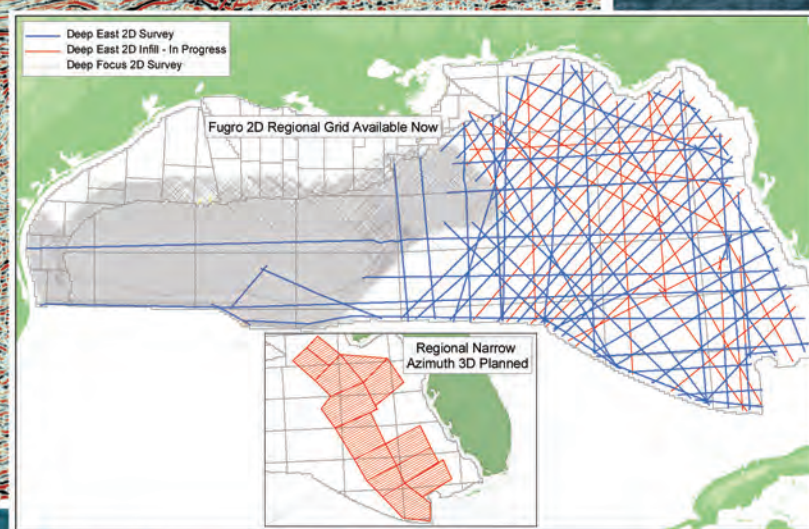 Deep East 2D Survey
Deep East 2D Infill - In Progress
Deep Focus 2D Survey
Fugro 2D Regional Grid Available Now
Regional Narrow
Azimuth 3D Planned